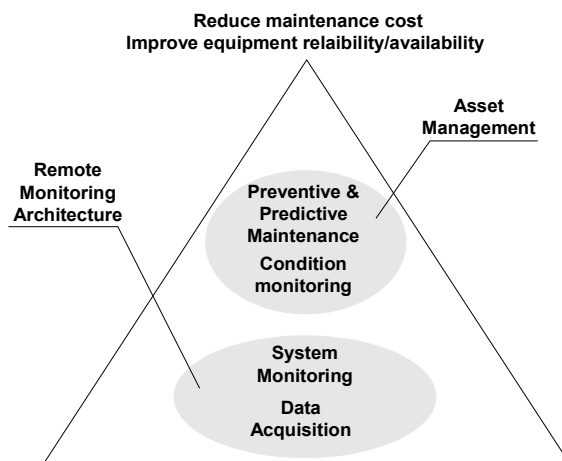 Reduce maintenance cost
Improve equipment relaibility/availability
Asset
Management
Remote
Monitoring
Architecture
Preventive &
Predictive
Maintenance
Condition
monitoring
System
Monitoring
Data
Acquisition